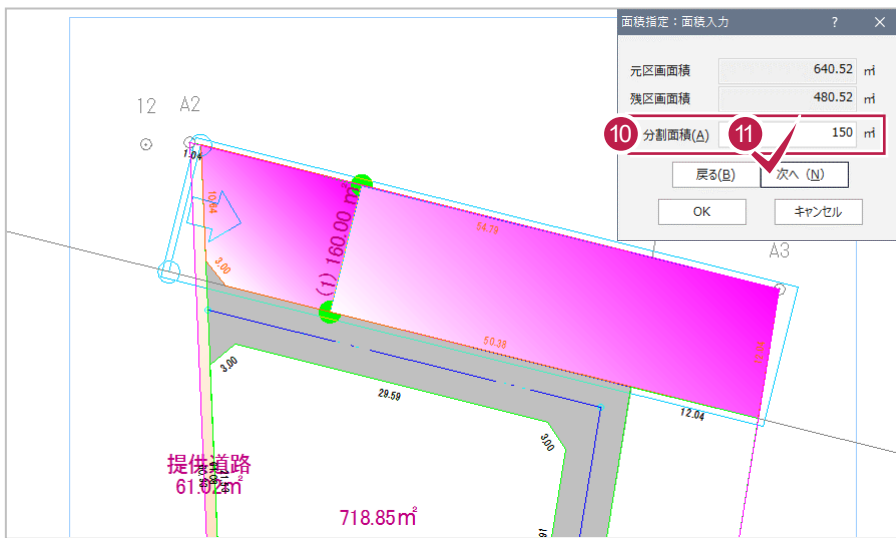 面積指定：面積入力 ? ×
元区画面積 640.52 ㎡
残区画面積 480.52 ㎡
10 分割面積(A) 11 150 ㎡
戻る(B) 次へ (N)
OK キャンセル
12 A2
A3
1.04
10.64
3.00
(1) 160.00 ㎡
54.79
50.38
12.04
3.00
29.59
3.00
提供道路
61.02㎡
718.85㎡